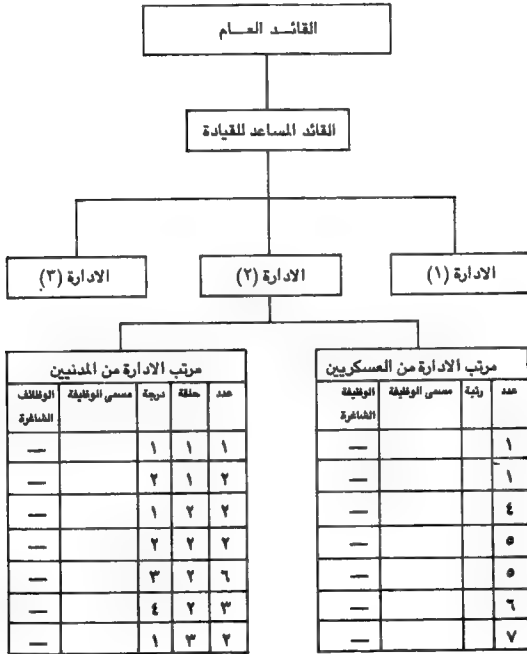 القائد العام
القائد المساعد للقيادة
الادارة (١)
الادارة (٢)
الادارة (٣)
مرتب الادارة من العسكريين
عدد رتبة مسمى الوظيفة الوظيفة الشاغرة
١ —
١ —
٤ —
٥ —
٥ —
٦ —
٧ —
مرتب الادارة من المدنيين
عدد حلقة درجة مسمى الوظيفة الوظائف الشاغرة
١ ١ ١ —
٢ ١ ٢ —
٢ ٢ ١ —
٢ ٢ ٢ —
٦ ٢ ٣ —
٣ ٢ ٤ —
٢ ٣ ١ —